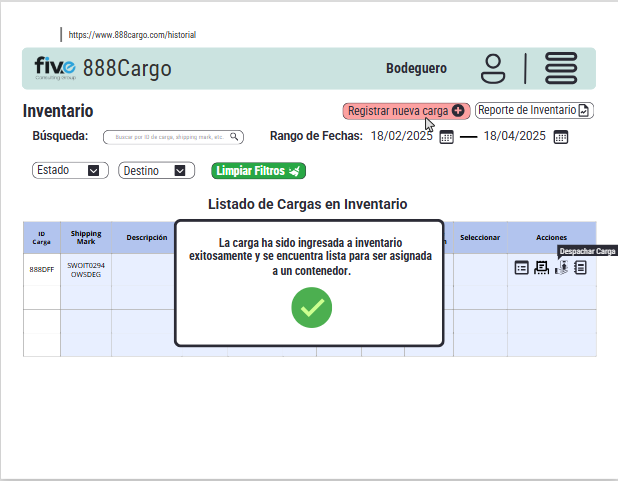 https://www.888cargo.com/historial
five
Consulting Group
888Cargo
Bodeguero
Inventario
Registrar nueva carga
Reporte de Inventario
Búsqueda:
Buscar por ID de carga, shipping mark, etc.
Rango de Fechas:
18/02/2025
18/04/2025
Estado
Destino
Limpiar Filtros
Listado de Cargas en Inventario
ID
Carga
Shipping
Mark
Descripción
Seleccionar
Acciones
Despachar Carga
888DFF
SWOIT0294
OWSDEG
La carga ha sido ingresada a inventario
exitosamente y se encuentra lista para ser asignada
a un contenedor.